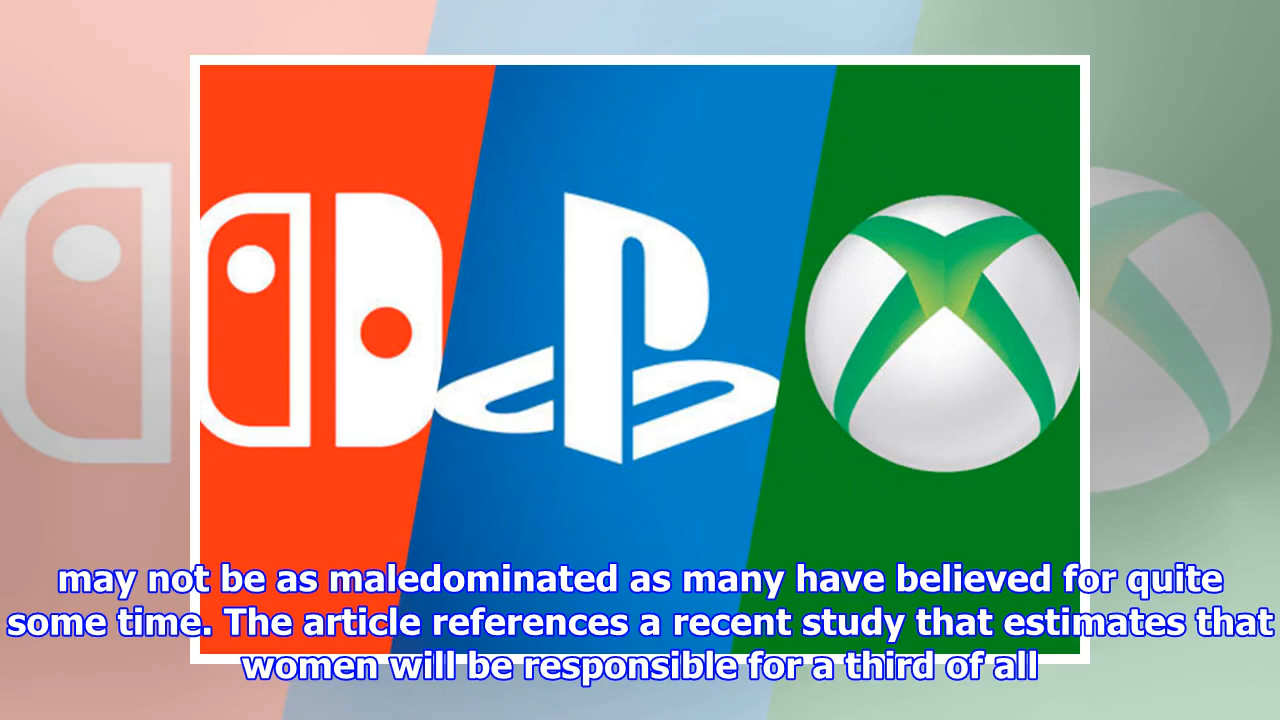 may not be as maledominated as many have believed for quite
some time. The article references a recent study that estimates that
women will be responsible for a third of all